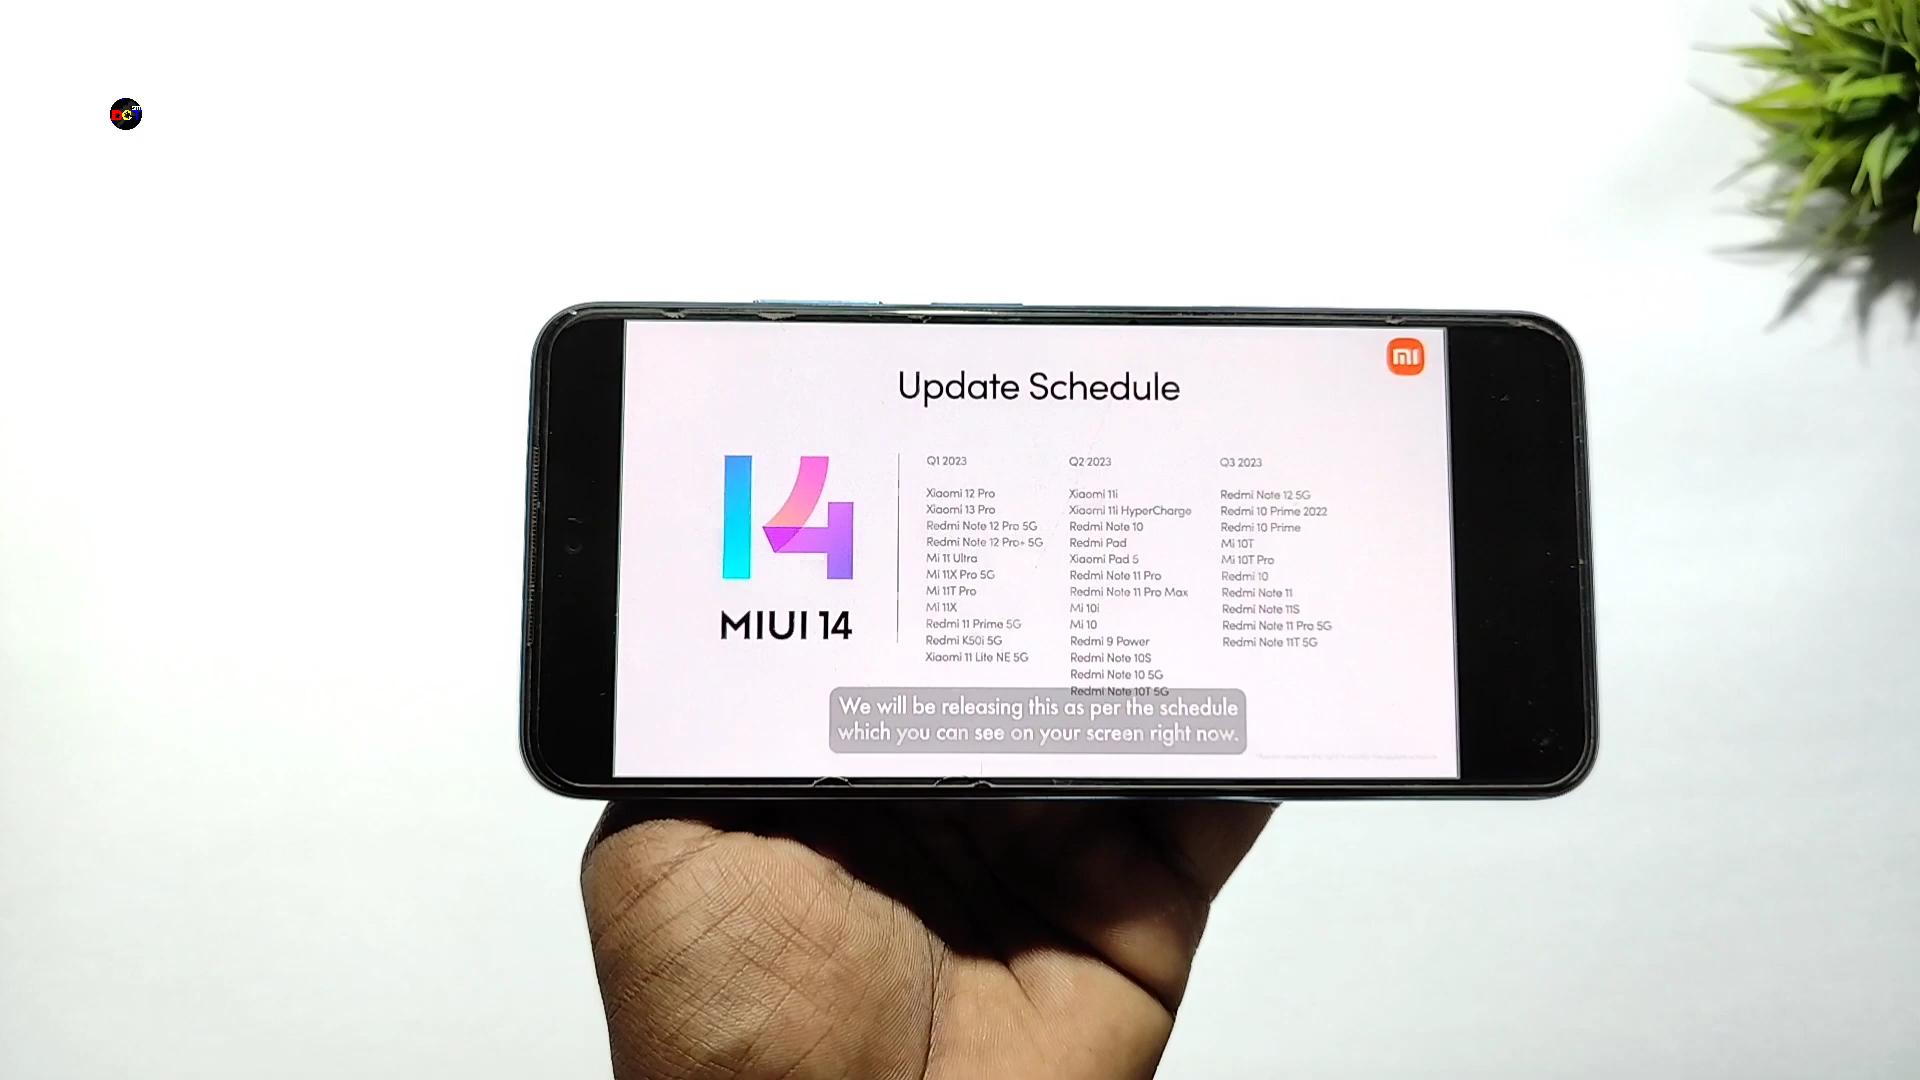 DCT
mi
Update Schedule
MIUI 14
Q1 2023
Xiaomi 12 Pro
Xiaomi 13 Pro
Redmi Note 12 Pro 5G
Redmi Note 12 Pro+ 5G
Mi 11 Ultra
Mi 11X Pro 5G
Mi 11T Pro
Mi 11X
Redmi 11 Prime 5G
Redmi K50i 5G
Xiaomi 11 Lite NE 5G
Q2 2023
Xiaomi 11i
Xiaomi 11i HyperCharge
Redmi Note 10
Redmi Pad
Xiaomi Pad 5
Redmi Note 11 Pro
Redmi Note 11 Pro Max
Mi 10i
Mi 10
Redmi 9 Power
Redmi Note 10S
Redmi Note 10 5G
Redmi Note 10T 5G
Q3 2023
Redmi Note 12 5G
Redmi 10 Prime 2022
Redmi 10 Prime
Mi 10T
Mi 10T Pro
Redmi 10
Redmi Note 11
Redmi Note 11S
Redmi Note 11 Pro 5G
Redmi Note 11T 5G
We will be releasing this as per the schedule
which you can see on your screen right now.